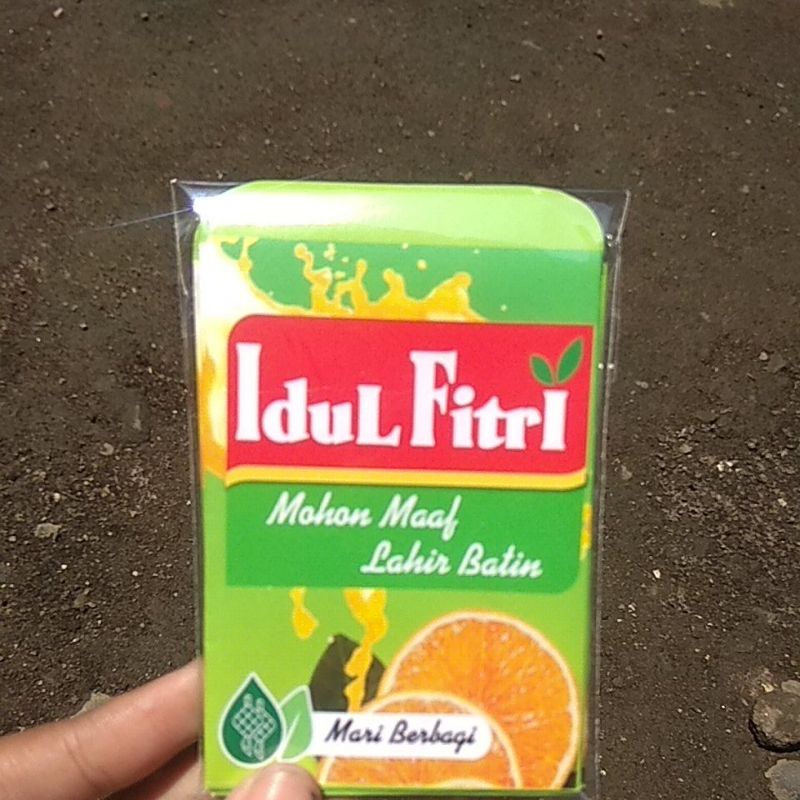 Idul Fitri
Mohon Maaf
Lahir Batin
Mari Berbagi